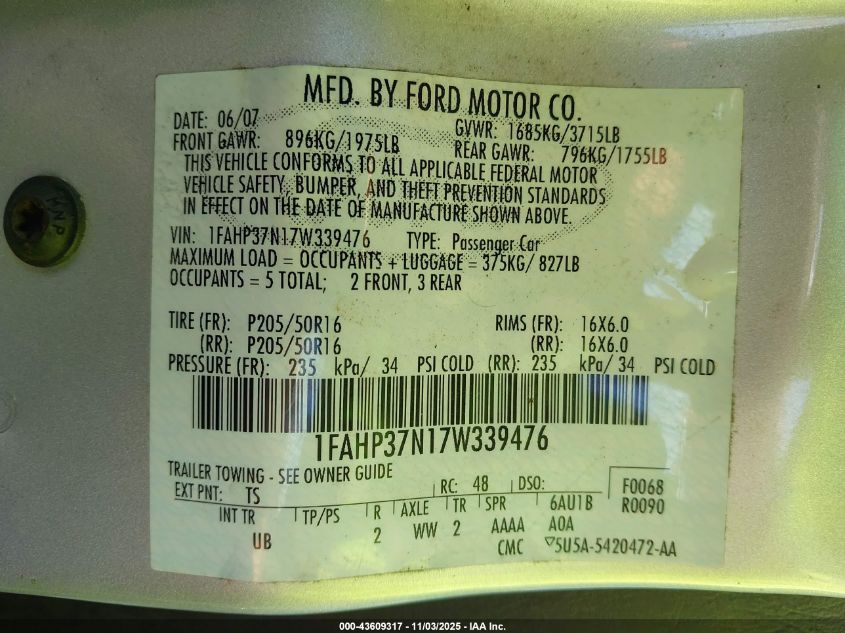 MFD. BY FORD MOTOR CO.
DATE: 06/07 GVWR: 1685KG/3715LB
FRONT GAWR: 896KG/1975LB REAR GAWR: 796KG/1755LB
THIS VEHICLE CONFORMS TO ALL APPLICABLE FEDERAL MOTOR
VEHICLE SAFETY, BUMPER, AND THEFT PREVENTION STANDARDS
IN EFFECT ON THE DATE OF MANUFACTURE SHOWN ABOVE.
VIN: 1FAHP37N17W339476 TYPE: Passenger Car
MAXIMUM LOAD = OCCUPANTS + LUGGAGE = 375KG/ 827LB
OCCUPANTS = 5 TOTAL; 2 FRONT, 3 REAR
TIRE (FR): P205/50R16 RIMS (FR): 16X6.0
(RR): P205/50R16 (RR): 16X6.0
PRESSURE (FR): 235 kPa/ 34 PSI COLD (RR): 235 kPa/ 34 PSI COLD
1FAHP37N17W339476
TRAILER TOWING - SEE OWNER GUIDE
EXT PNT: TS RC: 48 DSO: F0068
INT TR TP/PS R AXLE TR SPR 6AU1B R0090
UB 2 WW 2 AAAA A0A
CMC ▽5U5A-5420472-AA
HNP
000-43609317 - 11/03/2025 - IAA Inc.